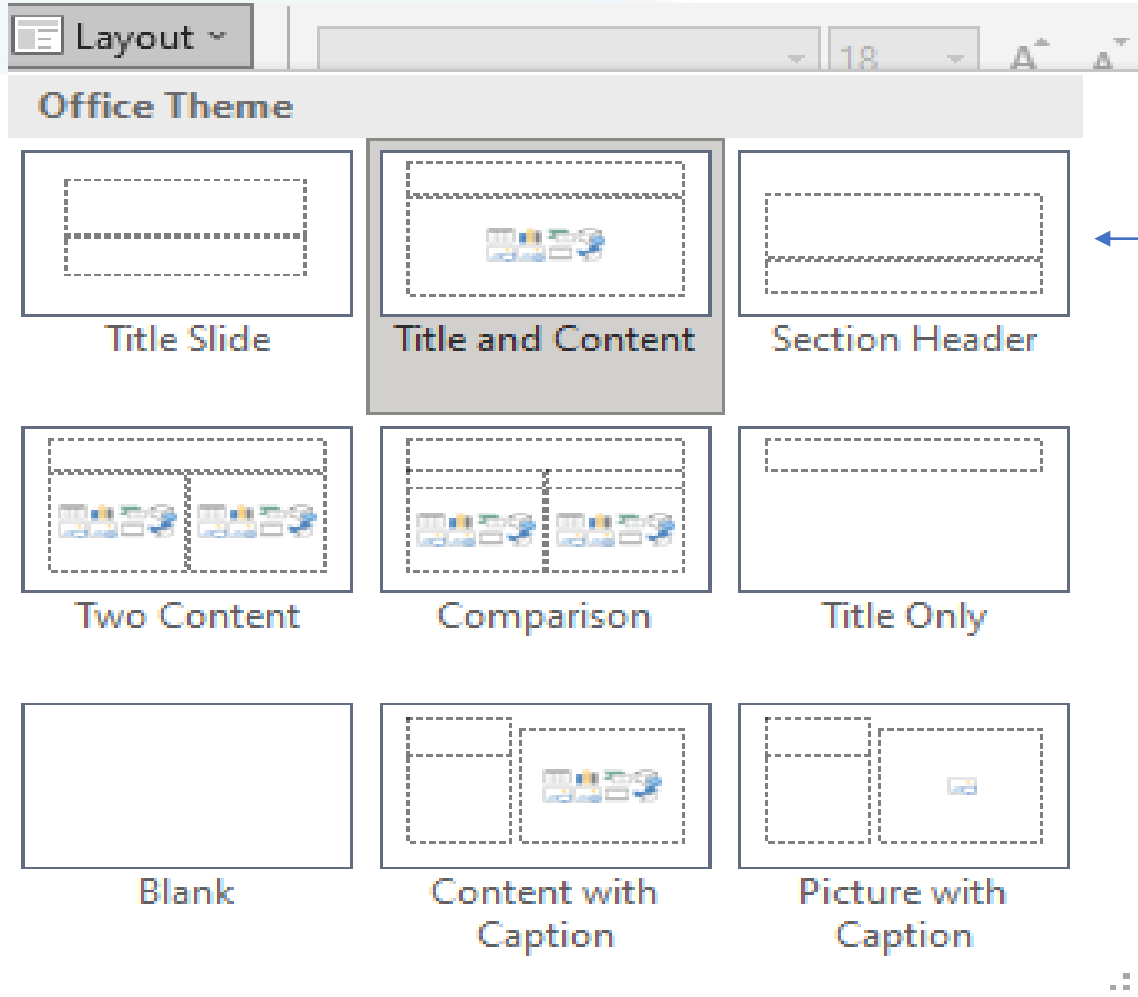 Layout
18 A A
Office Theme
Title Slide Title and Content Section Header
Two Content Comparison Title Only
Blank Content with Caption Picture with Caption